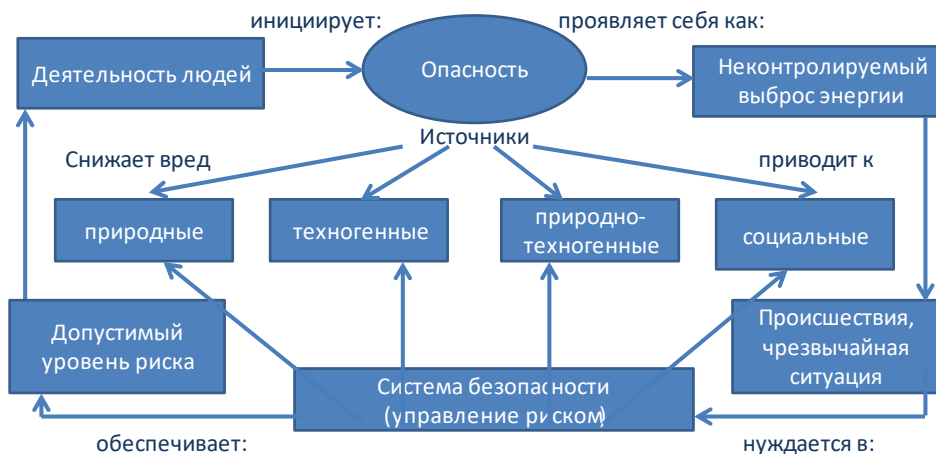 инициирует:
проявляет себя как:
Деятельность людей
Опасность
Неконтролируемый
выброс энергии
Источники
Снижает вред
приводит к
природные
техногенные
природно-
техногенные
социальные
Допустимый
уровень риска
Происшествия,
чрезвычайная
ситуация
Система безопасности
(управление риском)
обеспечивает:
нуждается в: